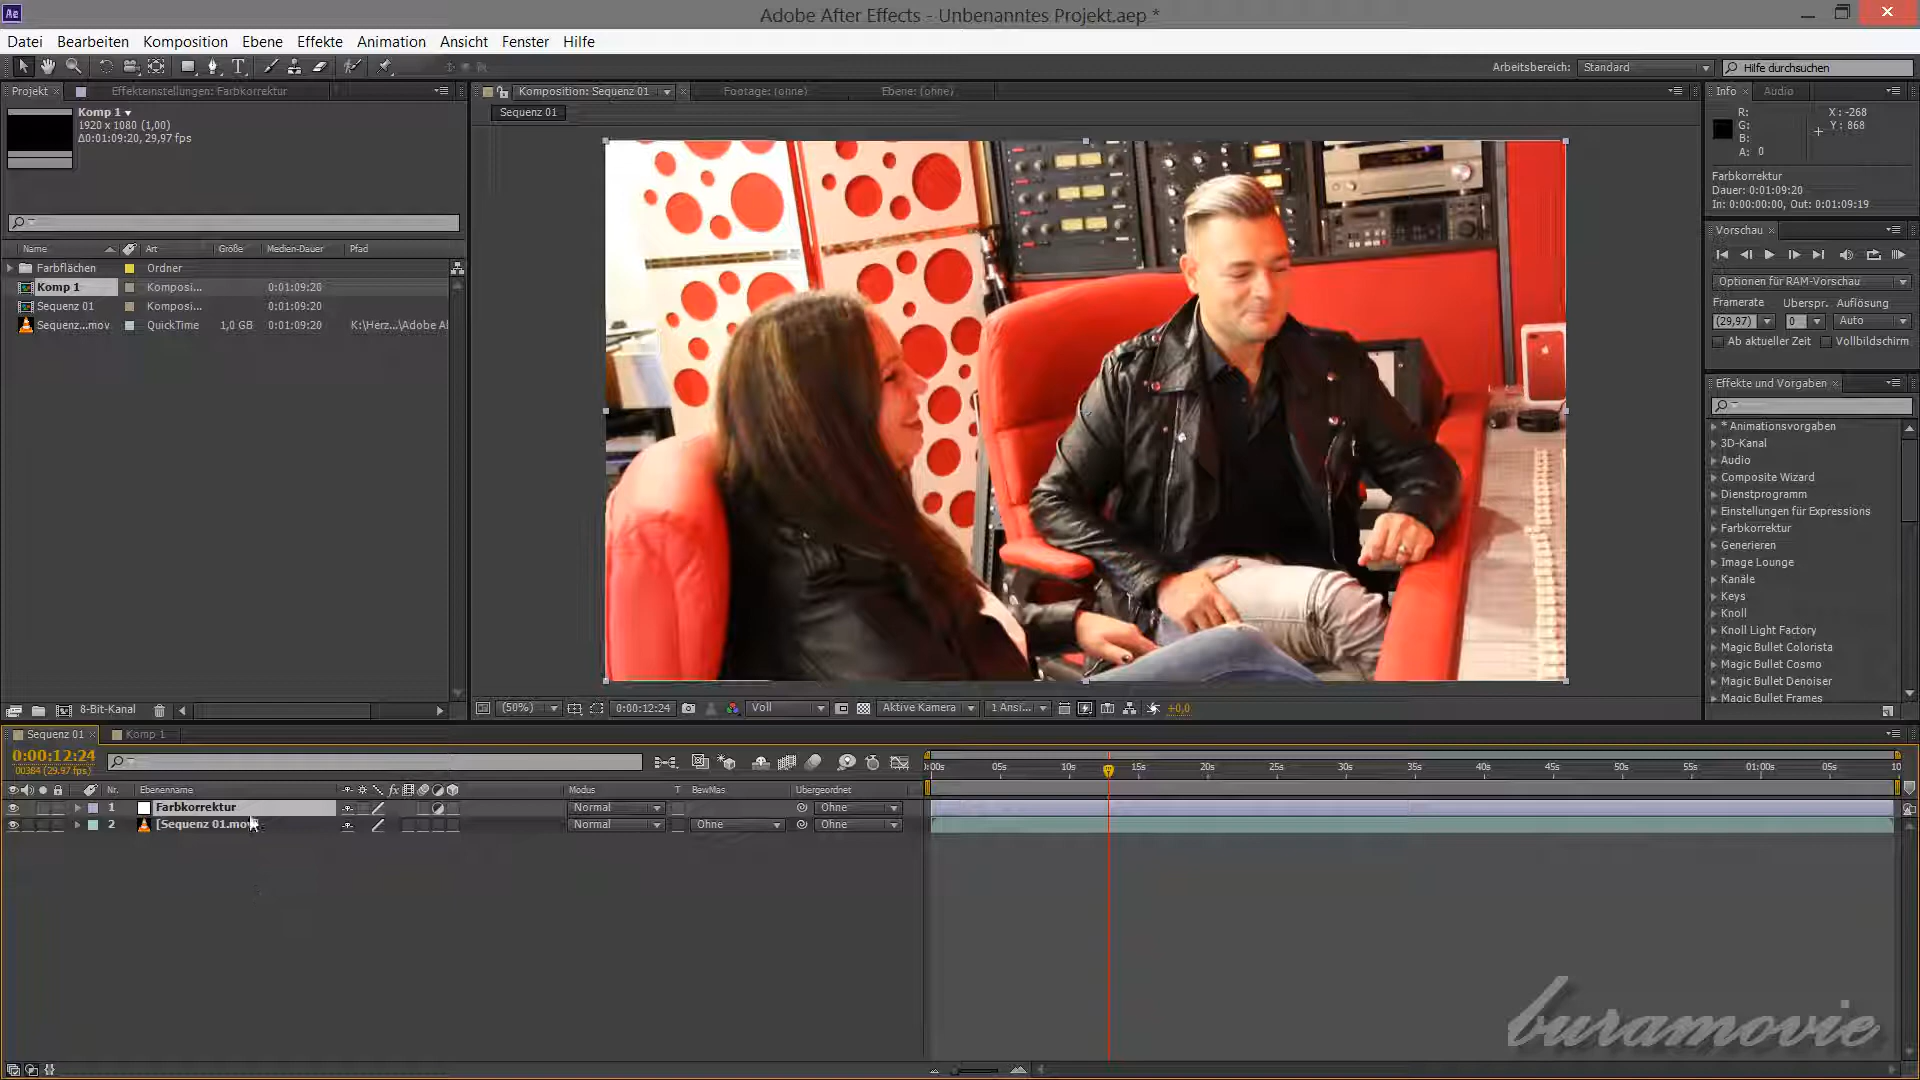 Adobe After Effects - Unbenanntes Projekt.aep *
Datei Bearbeiten Komposition Ebene Effekte Animation Ansicht Fenster Hilfe
Arbeitsbereich: Standard Hilfe durchsuchen
Projekt Effekteinstellungen: Farbkorrektur
Komposition: Sequenz 01 Footage: (ohne) Ebene: (ohne)
Info Audio
Komp 1
1920 x 1080 (1,00)
Δ0:01:09:20, 29,97 fps
Sequenz 01
R:
G:
B:
A: 0
X: -268
Y: 868
Farbkorrektur
Dauer: 0:01:09:20
In: 0:00:00:00, Out: 0:01:09:19
Name Art Größe Medien-Dauer Pfad
Farbflächen Ordner
Komp 1 Komposi... 0:01:09:20
Sequenz 01 Komposi... 0:01:09:20
Sequenz...mov QuickTime 1,0 GB 0:01:09:20 K:\Herz...\Adobe Al
Vorschau
Optionen für RAM-Vorschau
Framerate Überspr. Auflösung
(29,97) 0 Auto
Ab aktueller Zeit Vollbildschirm
Effekte und Vorgaben
* Animationsvorgaben
3D-Kanal
Audio
Composite Wizard
Dienstprogramm
Einstellungen für Expressions
Farbkorrektur
Generieren
Image Lounge
Kanäle
Keys
Knoll
Knoll Light Factory
Magic Bullet Colorista
Magic Bullet Cosmo
Magic Bullet Denoiser
Magic Bullet Frames
8-Bit-Kanal
(50%) 0:00:12:24 Voll Aktive Kamera 1 Ansi... +0,0
Sequenz 01 Komp 1
0:00:12:24
00384 (29.97 fps)
:00s 05s 10s 15s 20s 25s 30s 35s 40s 45s 50s 55s 01:00s 05s 10
Nr. Ebenenname Modus T BewMas Übergeordnet
1 Farbkorrektur Normal Ohne
2 [Sequenz 01.mov] Normal Ohne Ohne
buramovie